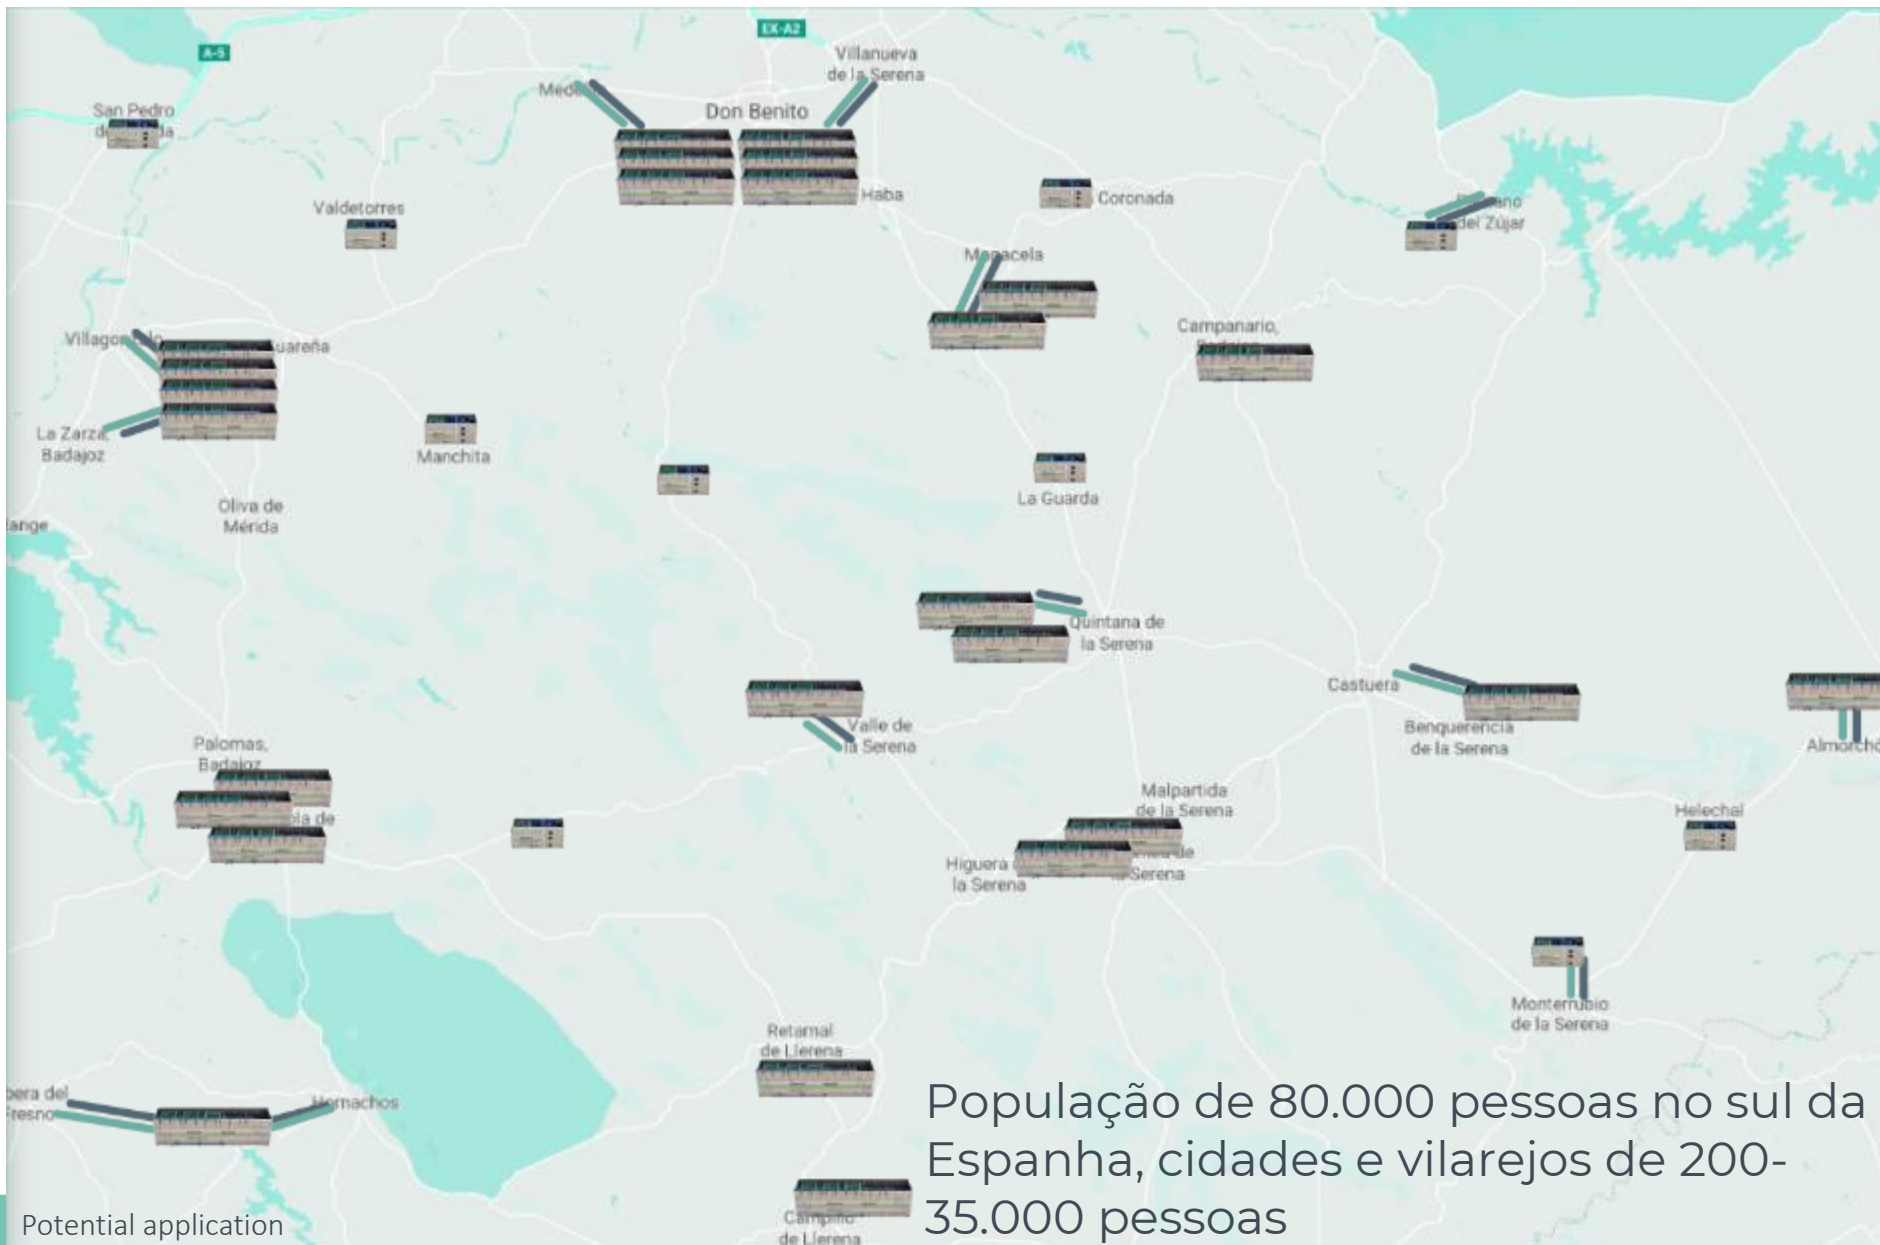 EX-A2
A-5
Villanueva
de la Serena
San Pedro
Don Benito
Haba
Coronada
Valdetorres
del Zújar
Campanario,
La Zarza,
Badajoz
Manchita
La Guarda
Oliva de
Mérida
Quintana de
la Serena
Castuera
Valle de
la Serena
Benquerencia
de la Serena
Palomas,
Badajoz
Malpartida
de la Serena
Helechal
Higuera
la Serena
Serena
Monterrubio
de la Serena
Retamal
de Llerena
Hornachos
Fresno
Campillo
de Llerena
População de 80.000 pessoas no sul da
Espanha, cidades e vilarejos de 200-
35.000 pessoas
Potential application